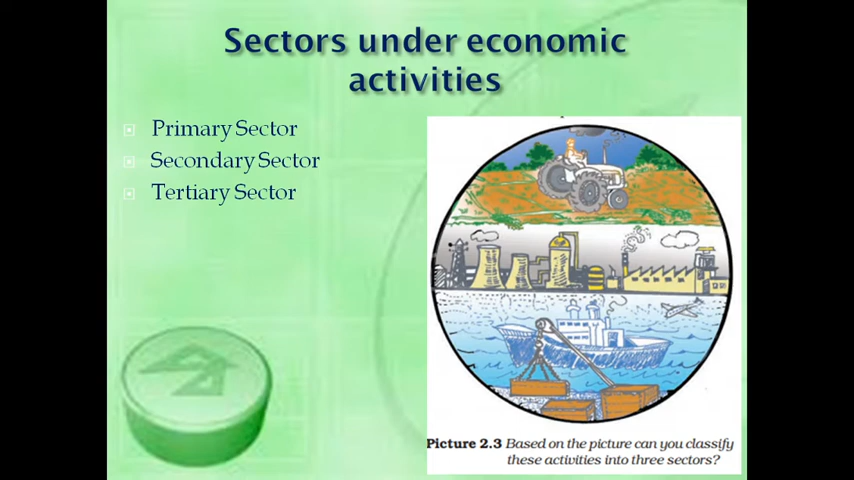 Sectors under economic
activities
Primary Sector
Secondary Sector
Tertiary Sector
Picture 2.3 Based on the picture can you classify
these activities into three sectors?